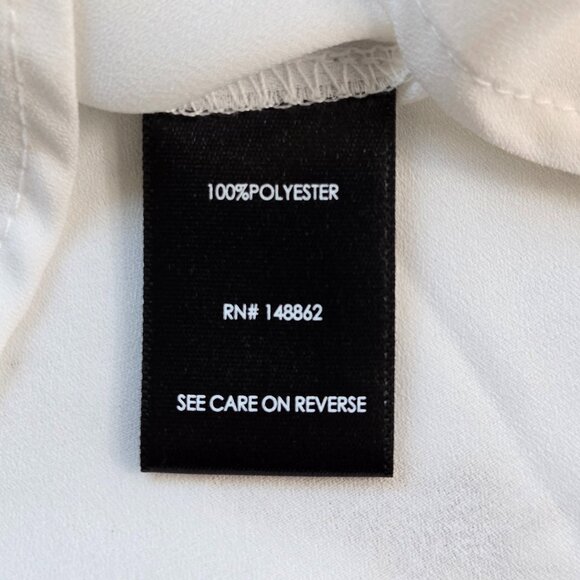 100%POLYESTER
RN# 148862
SEE CARE ON REVERSE